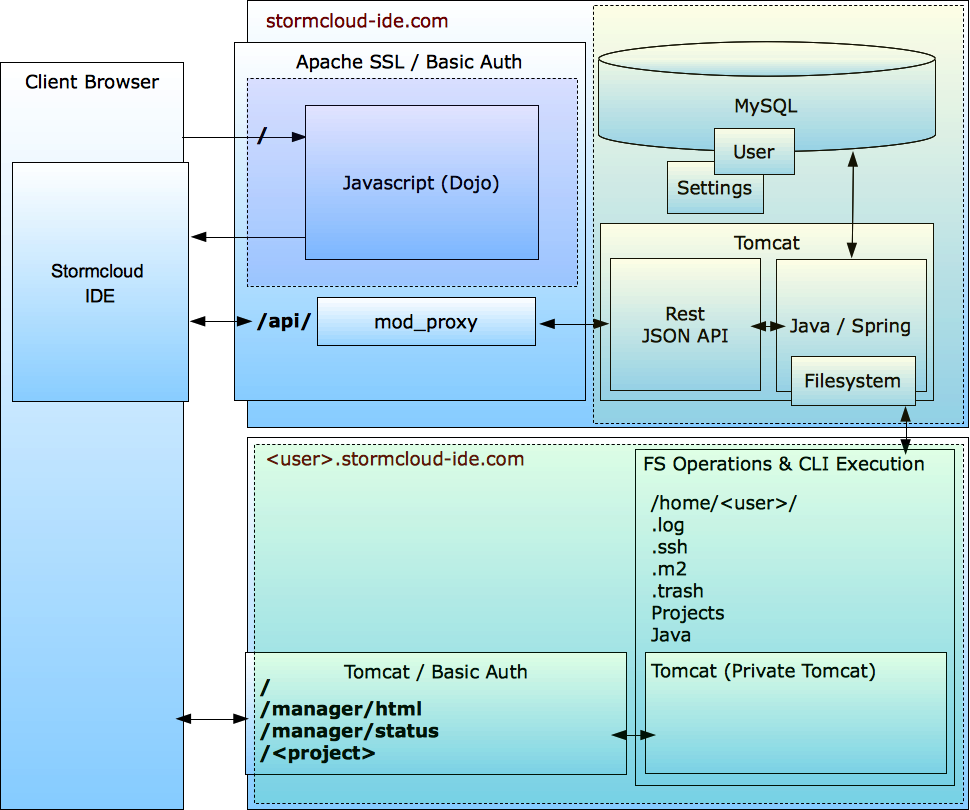 stormcloud-ide.com
Client Browser
Apache SSL / Basic Auth
/
Javascript (Dojo)
Stormcloud
IDE
/api/
mod_proxy
MySQL
User
Settings
Tomcat
Rest
JSON API
Java / Spring
Filesystem
<user>.stormcloud-ide.com
FS Operations & CLI Execution
/home/<user>/
.log
.ssh
.m2
.trash
Projects
Java
Tomcat / Basic Auth
/
/manager/html
/manager/status
/<project>
Tomcat (Private Tomcat)